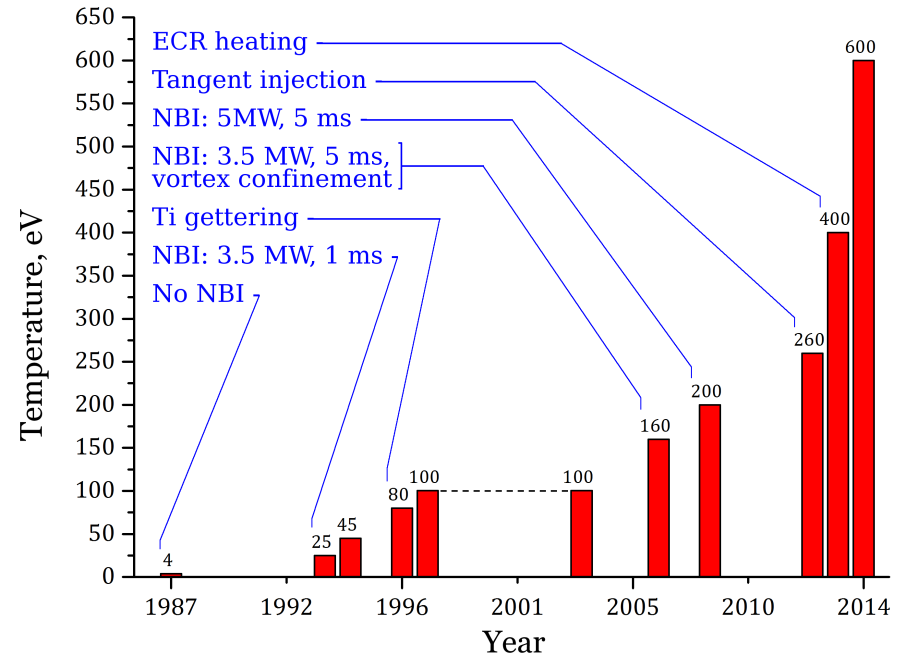 650
600
550
500
450
400
350
300
250
200
150
100
50
0
Temperature, eV
ECR heating
Tangent injection
NBI: 5MW, 5 ms
NBI: 3.5 MW, 5 ms,
vortex confinement
Ti gettering
NBI: 3.5 MW, 1 ms
No NBI
4
25
45
80
100
100
160
200
260
400
600
1987 1992 1996 2001 2005 2010 2014
Year